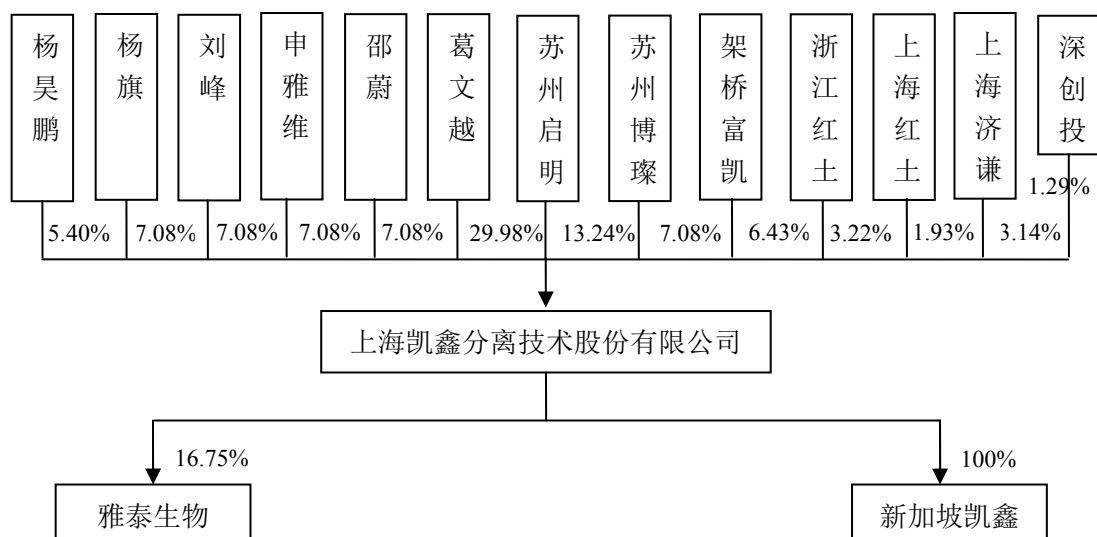 杨昊鹏
杨旗
刘峰
申雅维
邵蔚
葛文越
苏州启明
苏州博璨
架桥富凯
浙江红土
上海红土
上海济谦
深创投
1.29%
5.40%
7.08%
7.08%
7.08%
7.08%
29.98%
13.24%
7.08%
6.43%
3.22%
1.93%
3.14%
上海凯鑫分离技术股份有限公司
16.75%
100%
雅泰生物
新加坡凯鑫